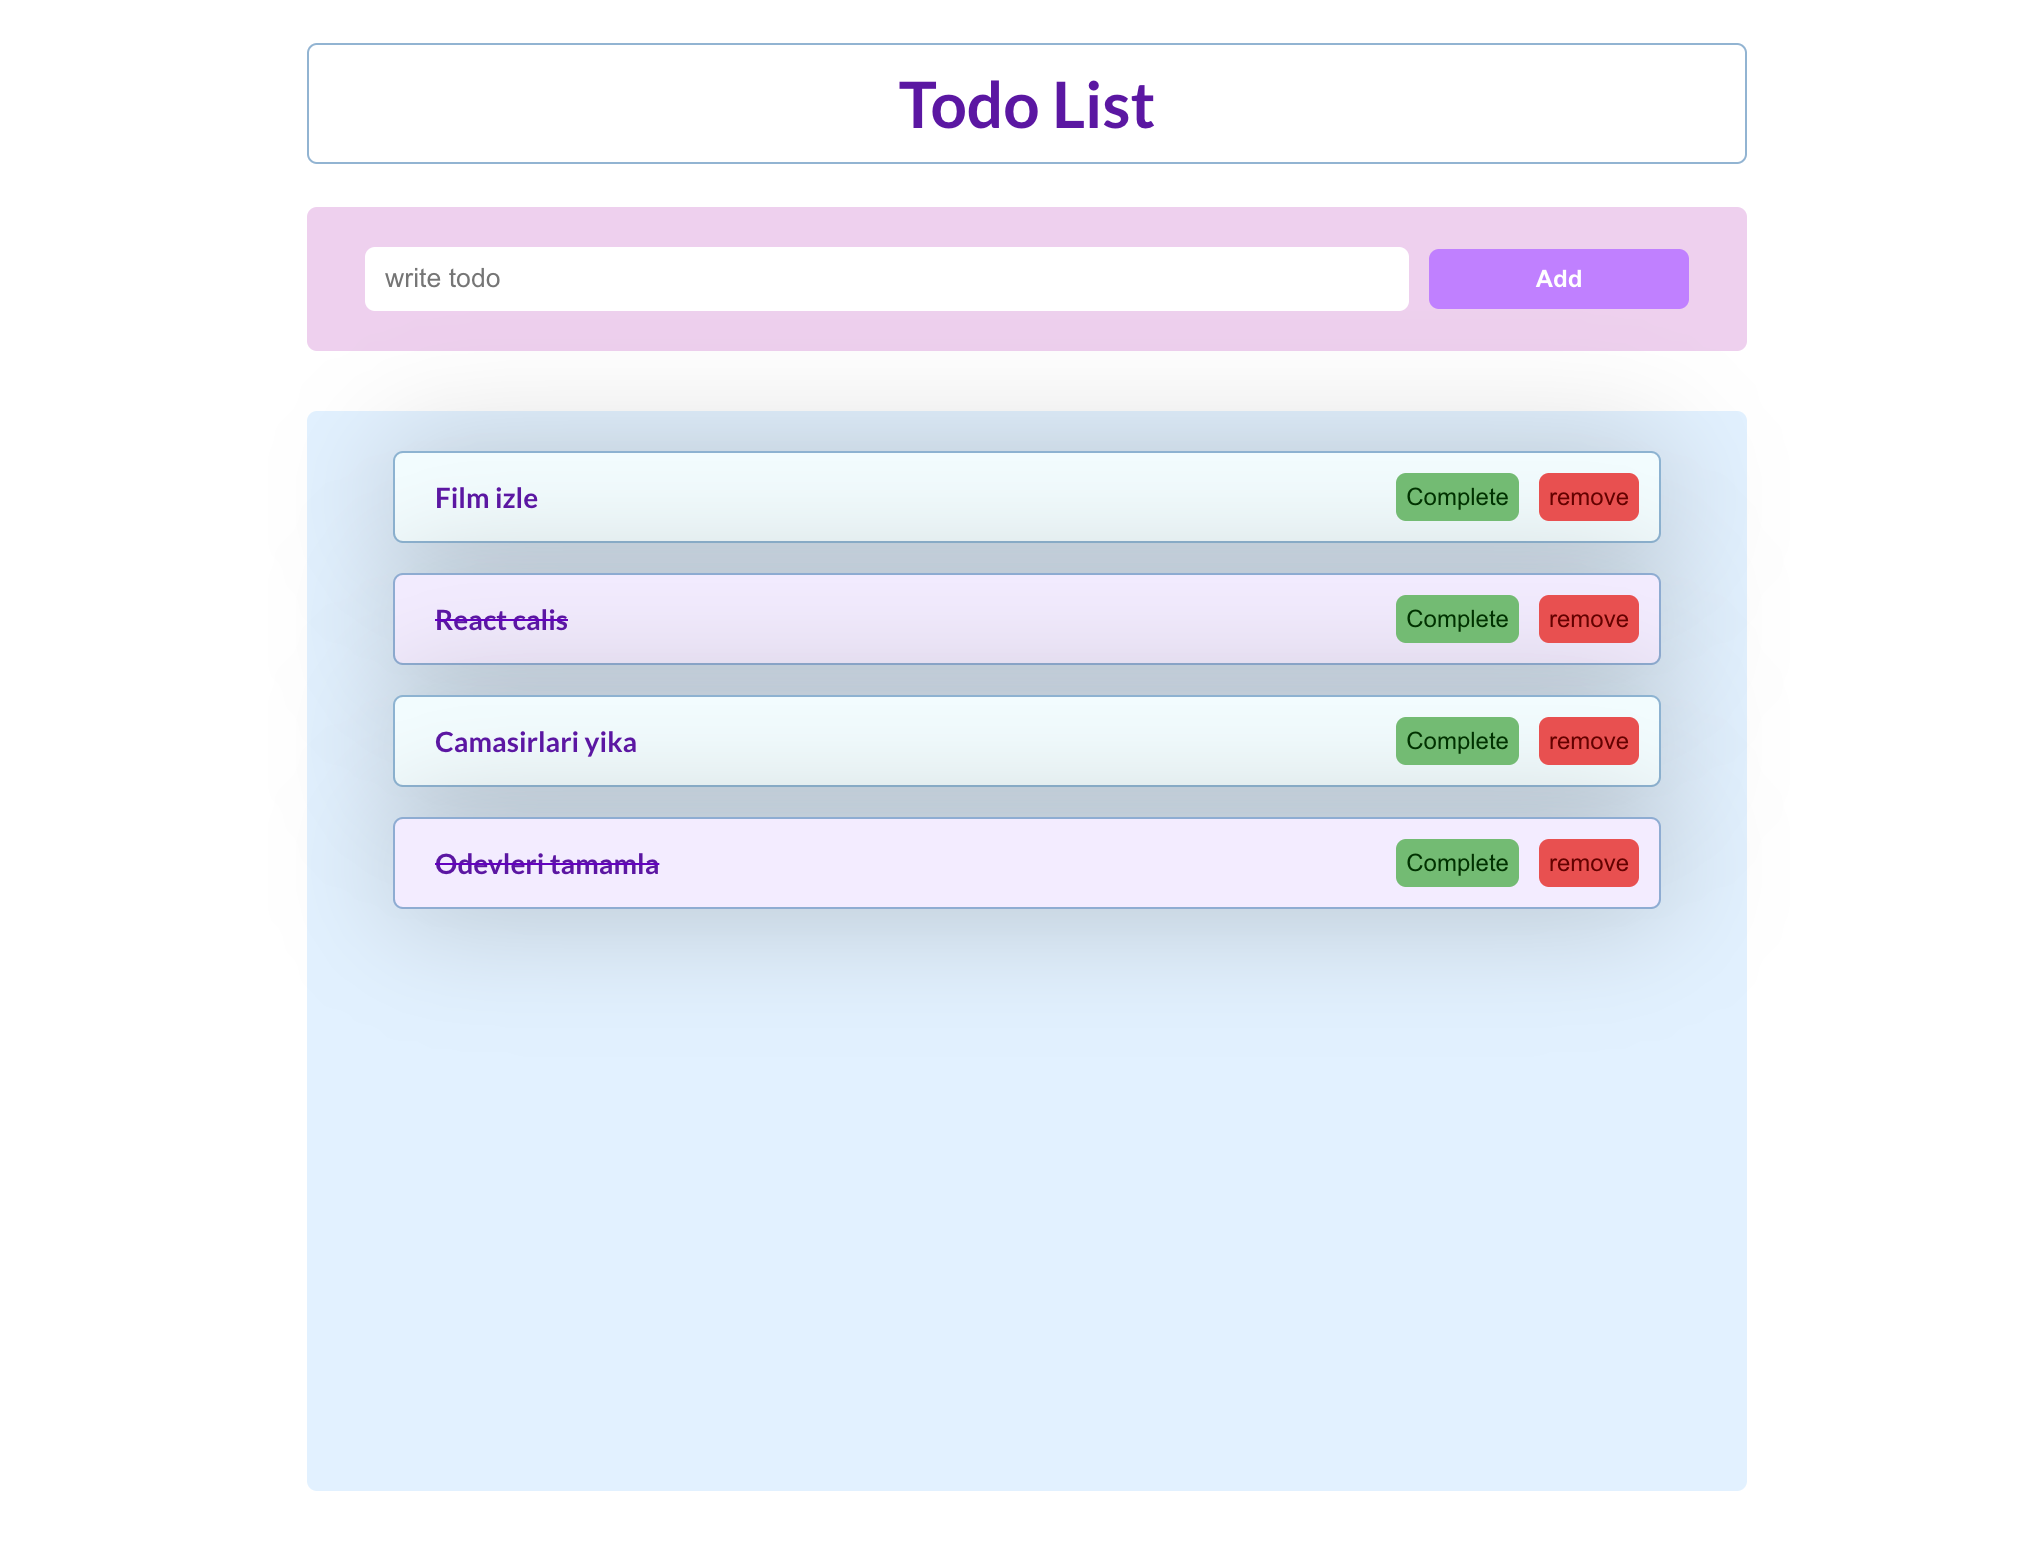 Todo List
write todo
Add
Film izle
Complete
remove
React calis
Complete
remove
Camasirlari yika
Complete
remove
Odevleri tamamla
Complete
remove